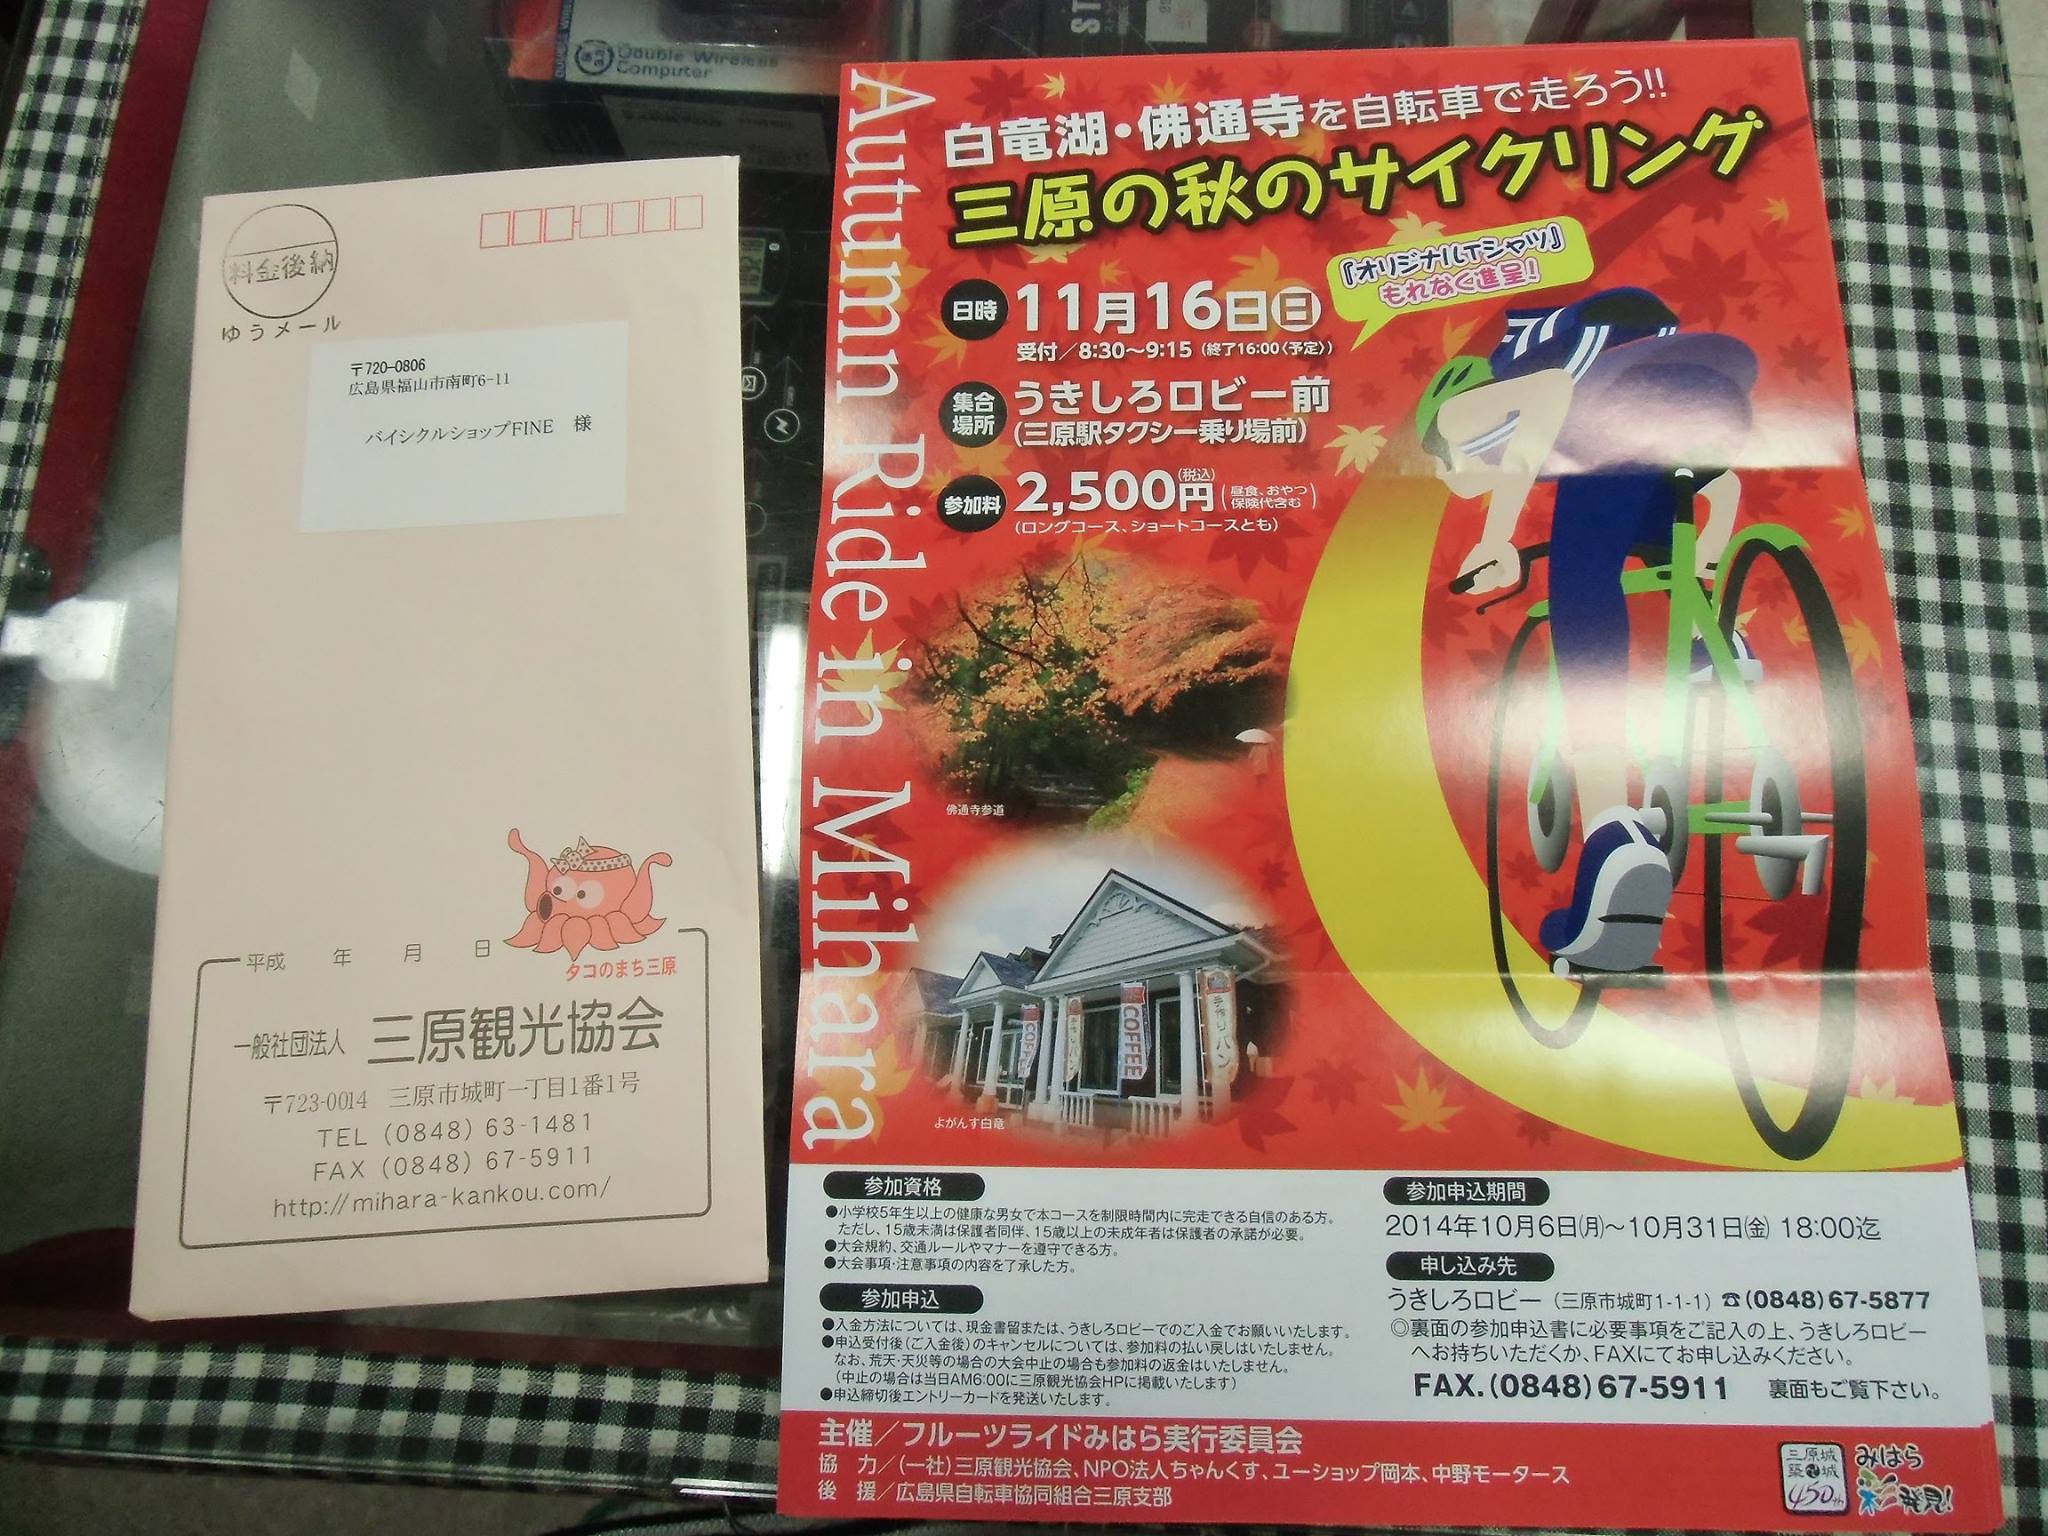 Double Wireless
Computer
料金後納
ゆうメール
〒720-0806
広島県福山市南町6-11
バイシクルショップFINE 様
タコのまち三原
平成 年 月 日
一般社団法人 三原観光協会
〒723-0014 三原市城町一丁目1番1号
TEL (0848) 63-1481
FAX (0848) 67-5911
http://mihara-kankou.com/
Autumn Ride in Mihara
白竜湖・佛通寺を自転車で走ろう!!
三原の秋のサイクリング
『オリジナルTシャツ』
もれなく進呈!
日時 11月16日㊐
受付/8:30~9:15 (終了16:00〈予定〉)
集合場所 うきしろロビー前
(三原駅タクシー乗り場前)
参加料 2,500円(税込) (昼食、おやつ 保険代含む)
(ロングコース、ショートコースとも)
佛通寺参道
COFFEE
手作りパン
COFFEE
手作りパン
よがんす白竜
参加資格
●小学校5年生以上の健康な男女で本コースを制限時間内に完走できる自信のある方。
ただし、15歳未満は保護者同伴、15歳以上の未成年者は保護者の承諾が必要。
●大会規約、交通ルールやマナーを遵守できる方。
●大会事項・注意事項の内容を了承した方。
参加申込
●入金方法については、現金書留または、うきしろロビーでのご入金でお願いいたします。
●申込受付後(ご入金後)のキャンセルについては、参加料の払い戻しはいたしません。
なお、荒天・天災等の場合の大会中止の場合も参加料の返金はいたしません。
(中止の場合は当日AM6:00に三原観光協会HPに掲載いたします)
●申込締切後エントリーカードを発送いたします。
参加申込期間
2014年10月6日(月)~10月31日(金) 18:00迄
申し込み先
うきしろロビー (三原市城町1-1-1) ☎(0848)67-5877
◎裏面の参加申込書に必要事項をご記入の上、うきしろロビー
へお持ちいただくか、FAXにてお申し込みください。
FAX.(0848)67-5911 裏面もご覧下さい。
主催/フルーツライドみはら実行委員会
協 力/(一社)三原観光協会、NPO法人ちゃんくす、ユーショップ岡本、中野モータース
後 援/広島県自転車協同組合三原支部
三原城
築城
450th
みはら
発見!